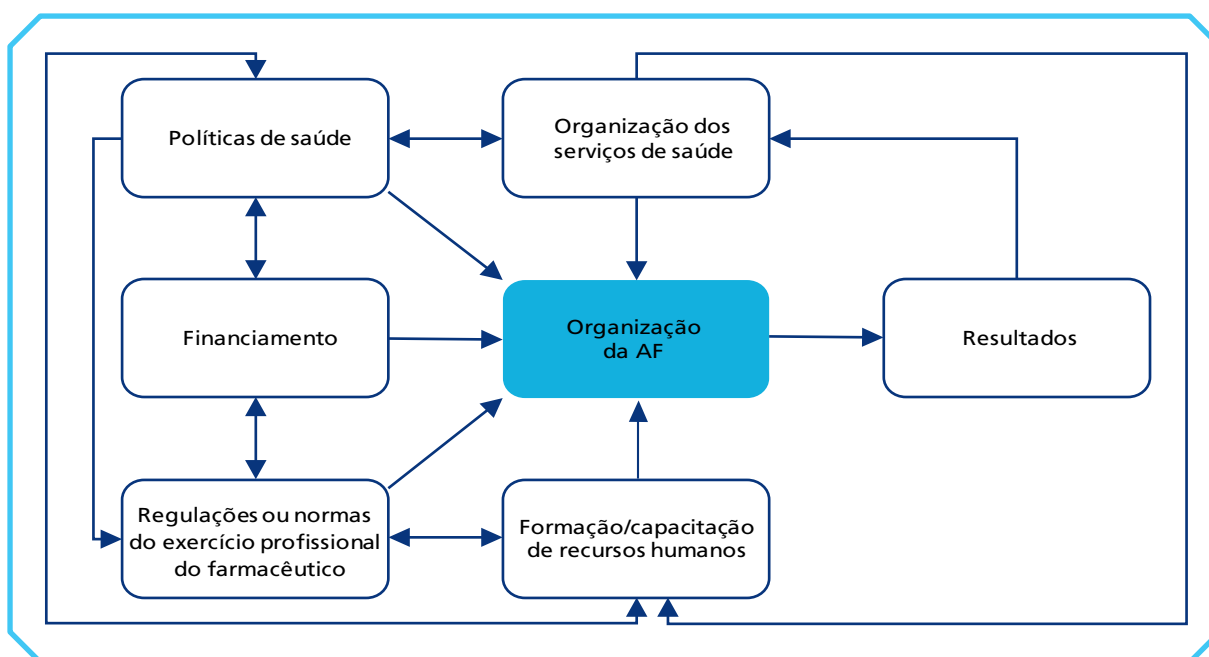 Políticas de saúde
Organização dos
serviços de saúde
Financiamento
Organização
da AF
Resultados
Regulações ou normas
do exercício profissional
do farmacêutico
Formação/capacitação
de recursos humanos